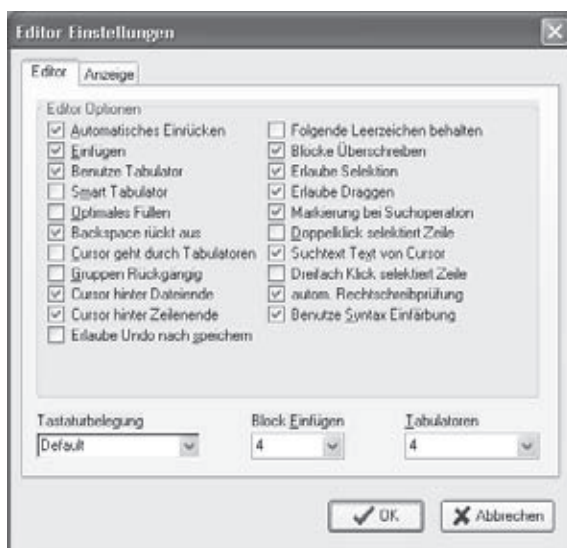 Editor Einstellungen
Editor
Anzeige
Editor Optionen
Automatisches Einrücken
Einfügen
Benutze Tabulator
Smart Tabulator
Optimales Füllen
Backspace rückt aus
Cursor geht durch Tabulatoren
Gruppen Rückgängig
Cursor hinter Dateiende
Cursor hinter Zeilenende
Erlaube Undo nach speichern
Folgende Leerzeichen behalten
Blöcke Überschreiben
Erlaube Selektion
Erlaube Draggen
Markierung bei Suchoperation
Doppelklick selektiert Zeile
Suchtext Text von Cursor
Dreifach Klick selektiert Zeile
autom. Rechtschreibprüfung
Benutze Syntax Einfärbung
Tastaturbelegung
Default
Block Einfügen
4
Tabulatoren
4
OK
Abbrechen